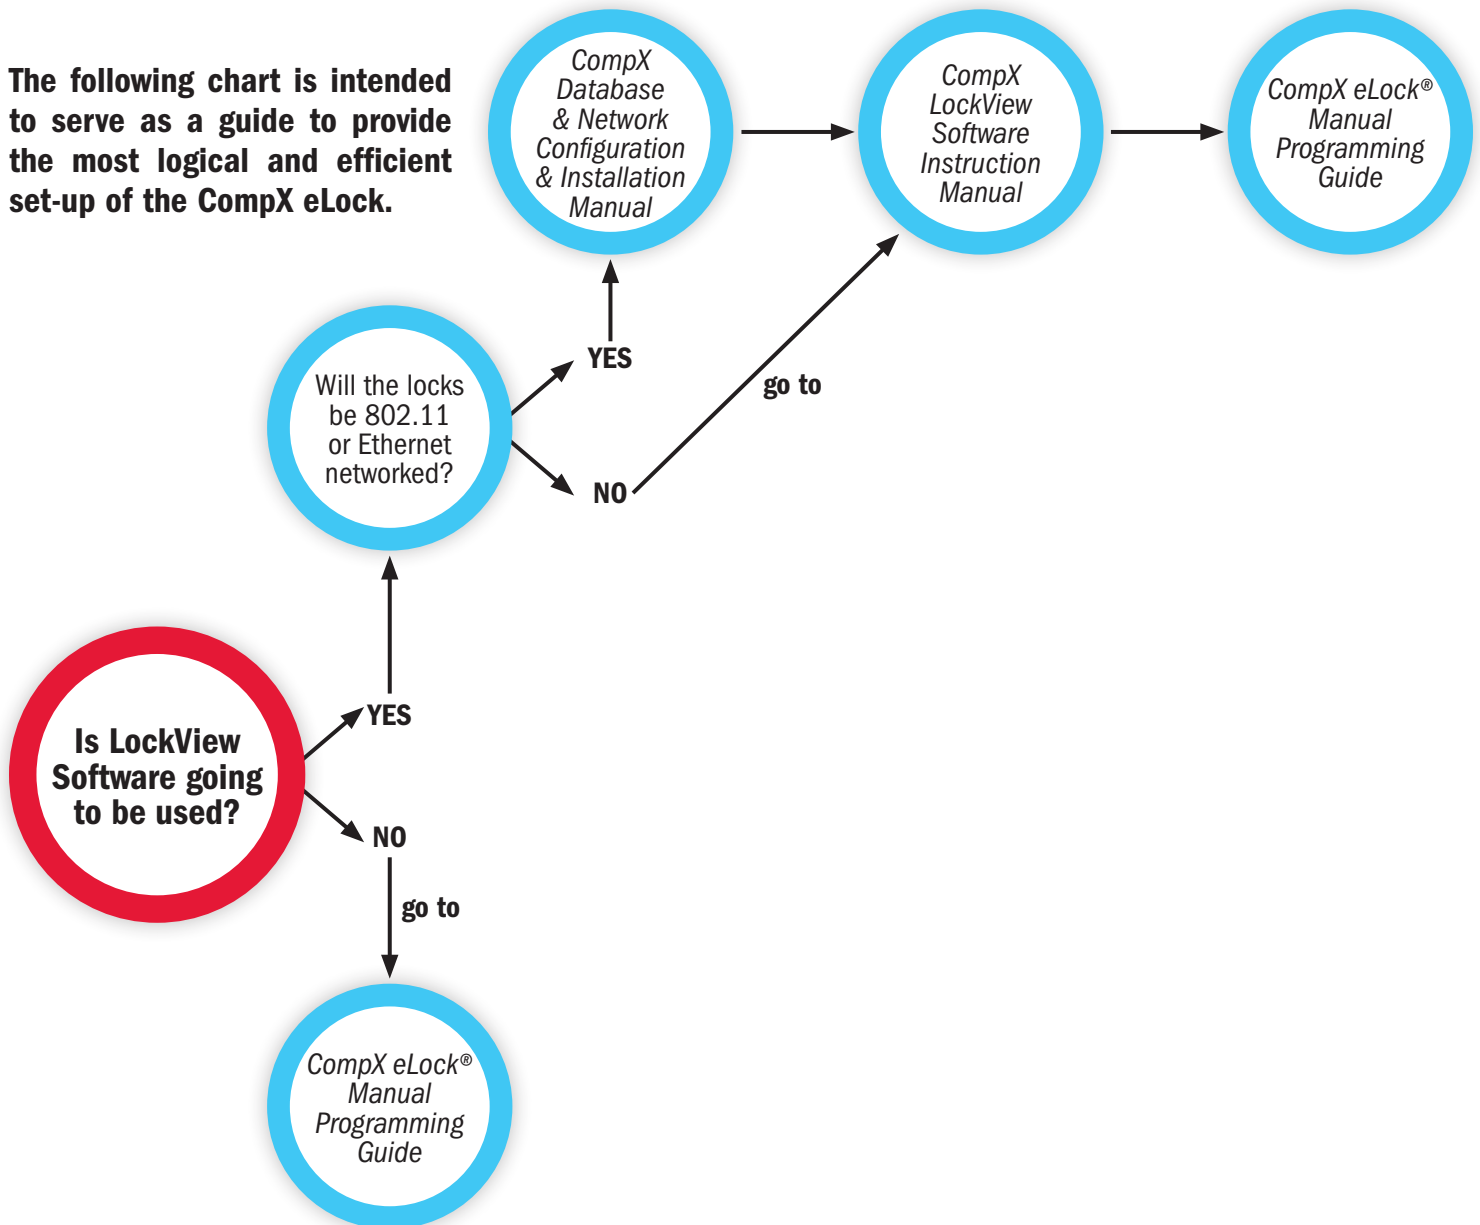 The following chart is intended
to serve as a guide to provide
the most logical and efficient
set-up of the CompX eLock.
CompX
Database
& Network
Configuration
& Installation
Manual
CompX
LockView
Software
Instruction
Manual
CompX eLock®
Manual
Programming
Guide
YES
Will the locks
be 802.11
or Ethernet
networked?
go to
NO
YES
Is LockView
Software going
to be used?
NO
go to
CompX eLock®
Manual
Programming
Guide